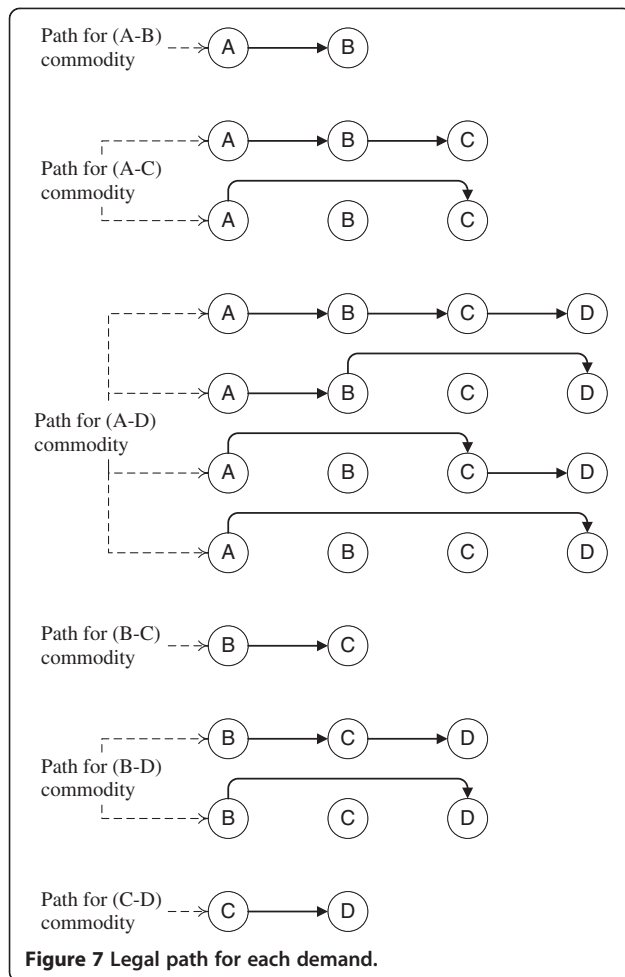 Path for (A-B)
commodity
A B
A B C
Path for (A-C)
commodity
A B C
A B C D
A B C D
Path for (A-D)
commodity
A B C D
A B C D
Path for (B-C)
commodity
B C
B C D
Path for (B-D)
commodity
B C D
Path for (C-D)
commodity
C D
Figure 7 Legal path for each demand.